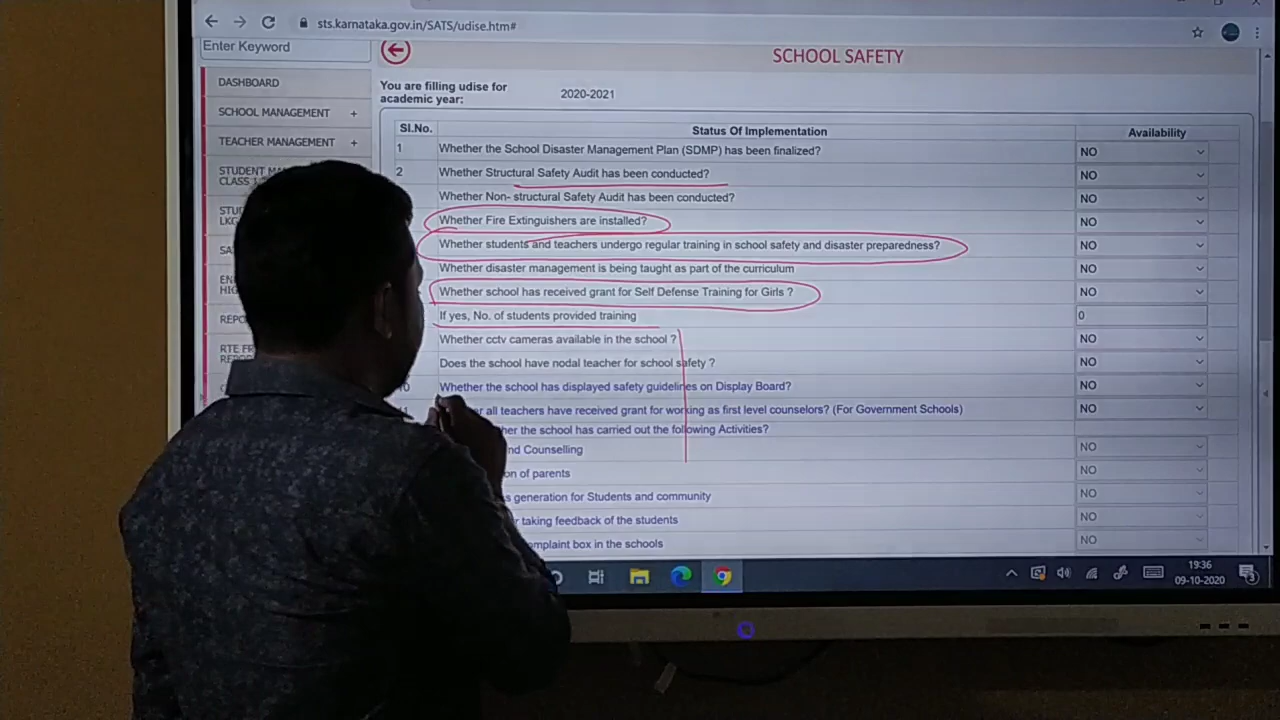 sts.karnataka.gov.in/SATS/udise.htm#
Enter Keyword
SCHOOL SAFETY
DASHBOARD
SCHOOL MANAGEMENT +
TEACHER MANAGEMENT +
You are filling udise for academic year: 2020-2021
Sl.No. Status Of Implementation Availability
1 Whether the School Disaster Management Plan (SDMP) has been finalized? NO
2 Whether Structural Safety Audit has been conducted? NO
Whether Non- structural Safety Audit has been conducted? NO
Whether Fire Extinguishers are installed? NO
Whether students and teachers undergo regular training in school safety and disaster preparedness? NO
Whether disaster management is being taught as part of the curriculum NO
Whether school has received grant for Self Defense Training for Girls ? NO
If yes, No. of students provided training 0
Whether cctv cameras available in the school ? NO
Does the school have nodal teacher for school safety ? NO
Whether the school has displayed safety guidelines on Display Board? NO
all teachers have received grant for working as first level counselors? (For Government Schools) NO
the school has carried out the following Activities?
Counselling NO
of parents NO
generation for Students and community NO
taking feedback of the students NO
box in the schools NO
19:36
09-10-2020